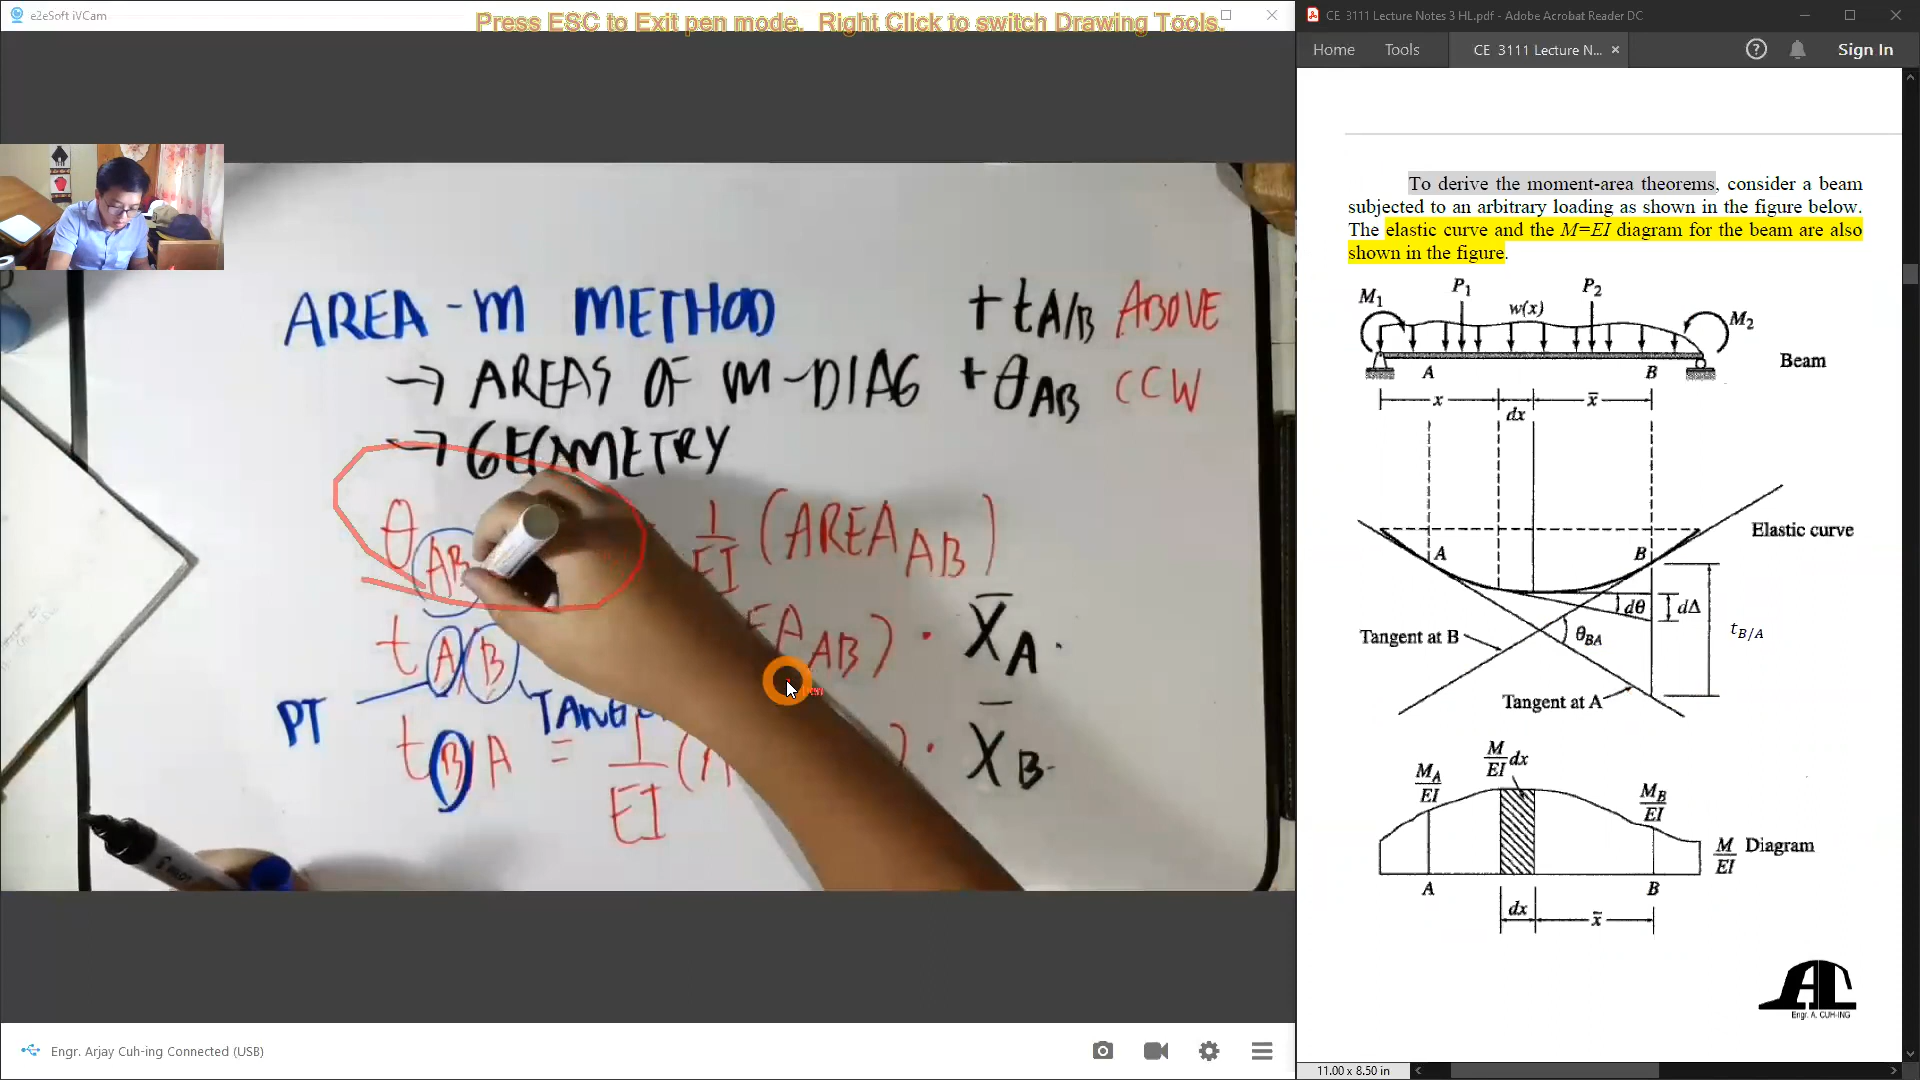 e2eSoft iVCam
Press ESC to Exit pen mode. Right Click to switch Drawing Tools.
AREA-M METHOD
→ AREAS OF M-DIAG
→ GEOMETRY
+ tA/B ABOVE
+ θAB CCW
θAB
1/EI (AREA AB)
tA/B
A AB) · X̄A
PT
TANG
tB/A = 1/EI (A
) · X̄B
Engr. Arjay Cuh-ing Connected (USB)
CE 3111 Lecture Notes 3 HL.pdf - Adobe Acrobat Reader DC
Home Tools CE 3111 Lecture N... × Sign In
To derive the moment-area theorems, consider a beam
subjected to an arbitrary loading as shown in the figure below.
The elastic curve and the M=EI diagram for the beam are also
shown in the figure.
M1 P1 w(x) P2 M2
Beam
A B
x dx x̄
Elastic curve
A B
dθ dΔ
Tangent at B θBA tB/A
Tangent at A
M/EI dx
MA/EI MB/EI
M/EI Diagram
A B
dx x̄
AC
Engr. A. CUH-ING
11.00 x 8.50 in